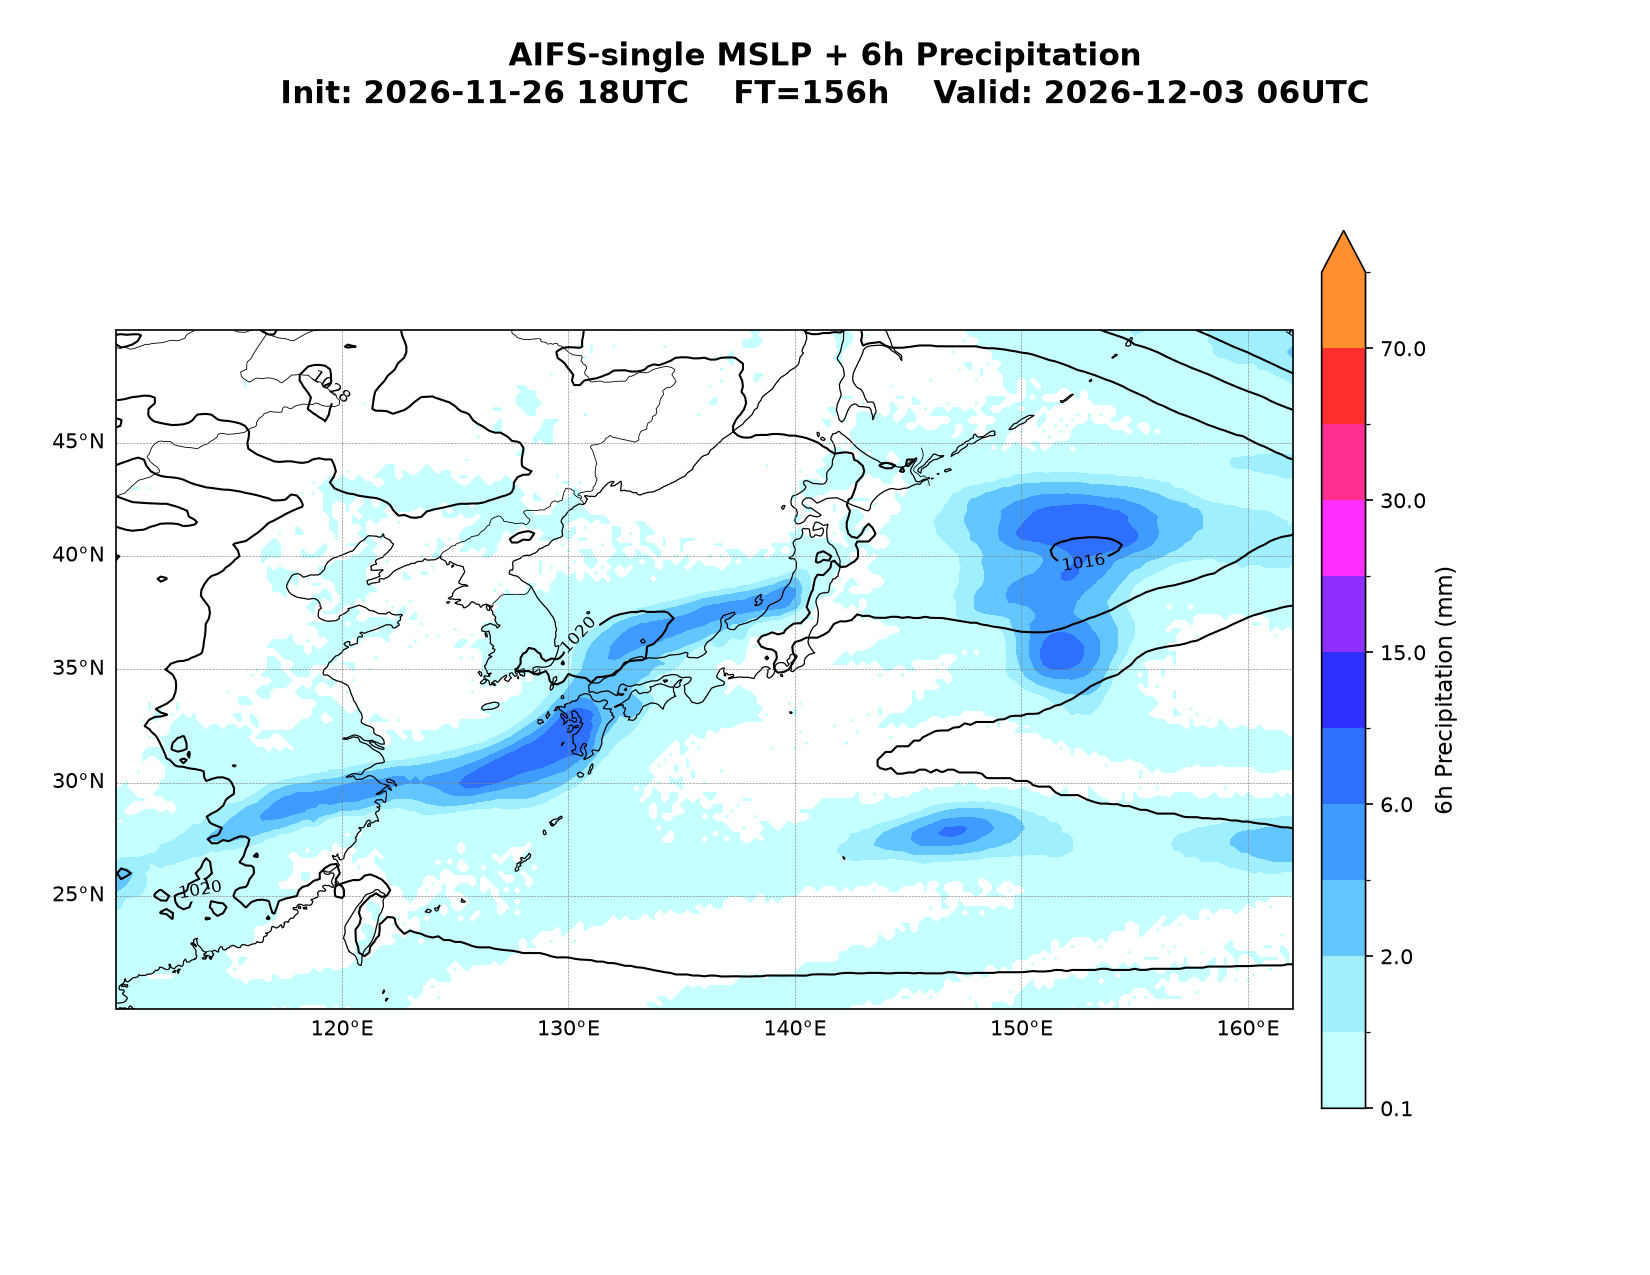 AIFS-single MSLP + 6h Precipitation
Init: 2026-11-26 18UTC    FT=156h    Valid: 2026-12-03 06UTC
1028
45°N
40°N
35°N
30°N
25°N
1016
1020
1020
120°E
130°E
140°E
150°E
160°E
70.0
30.0
15.0
6.0
2.0
0.1
6h Precipitation (mm)